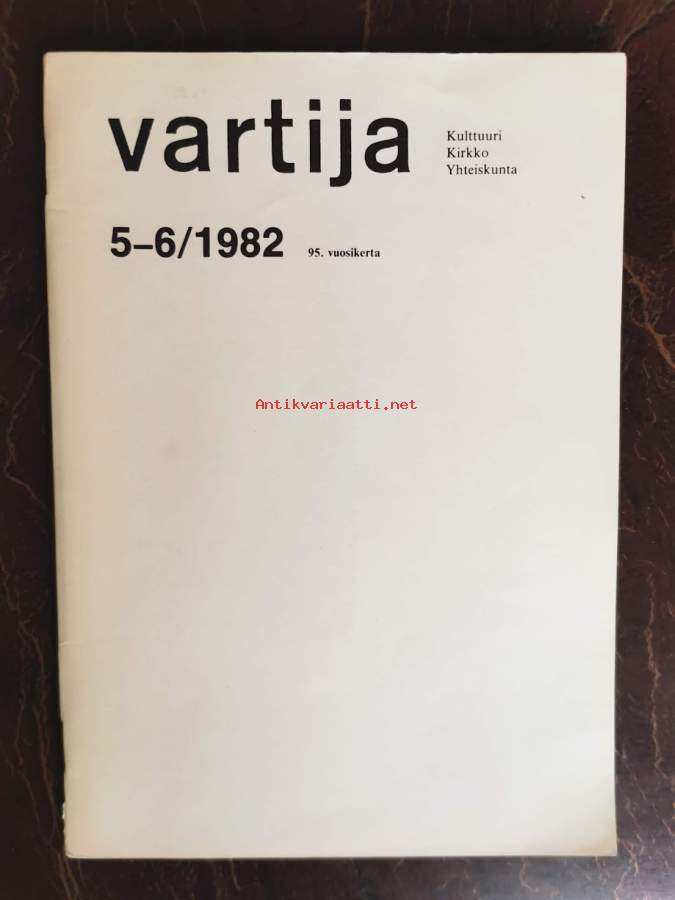 vartija
Kulttuuri
Kirkko
Yhteiskunta
5–6/1982 95. vuosikerta
Antikvariaatti.net